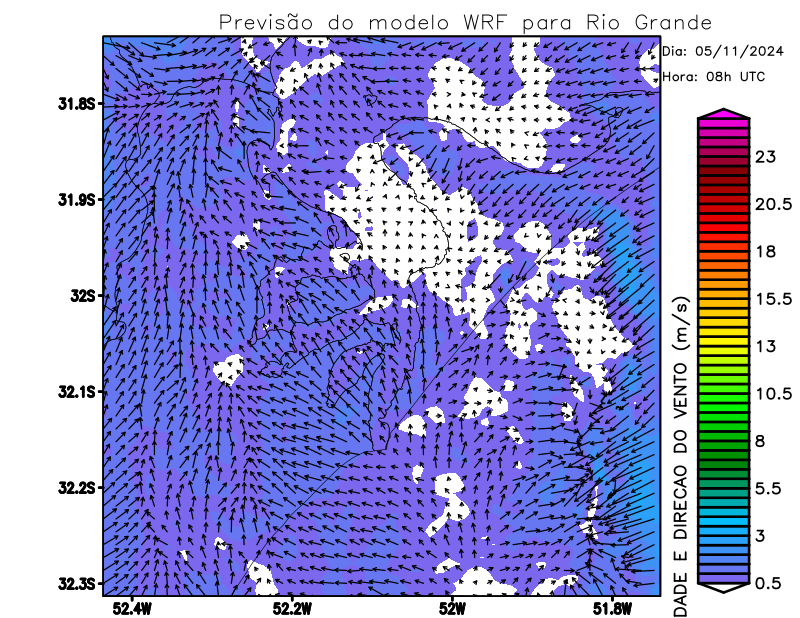 Previsão do modelo WRF para Rio Grande
Dia: 05/11/2024
Hora: 08h UTC
31.8S
31.9S
32S
32.1S
32.2S
32.3S
52.4W
52.2W
52W
51.8W
23
20.5
18
15.5
13
10.5
8
5.5
3
0.5
DADE E DIRECAO DO VENTO (m/s)